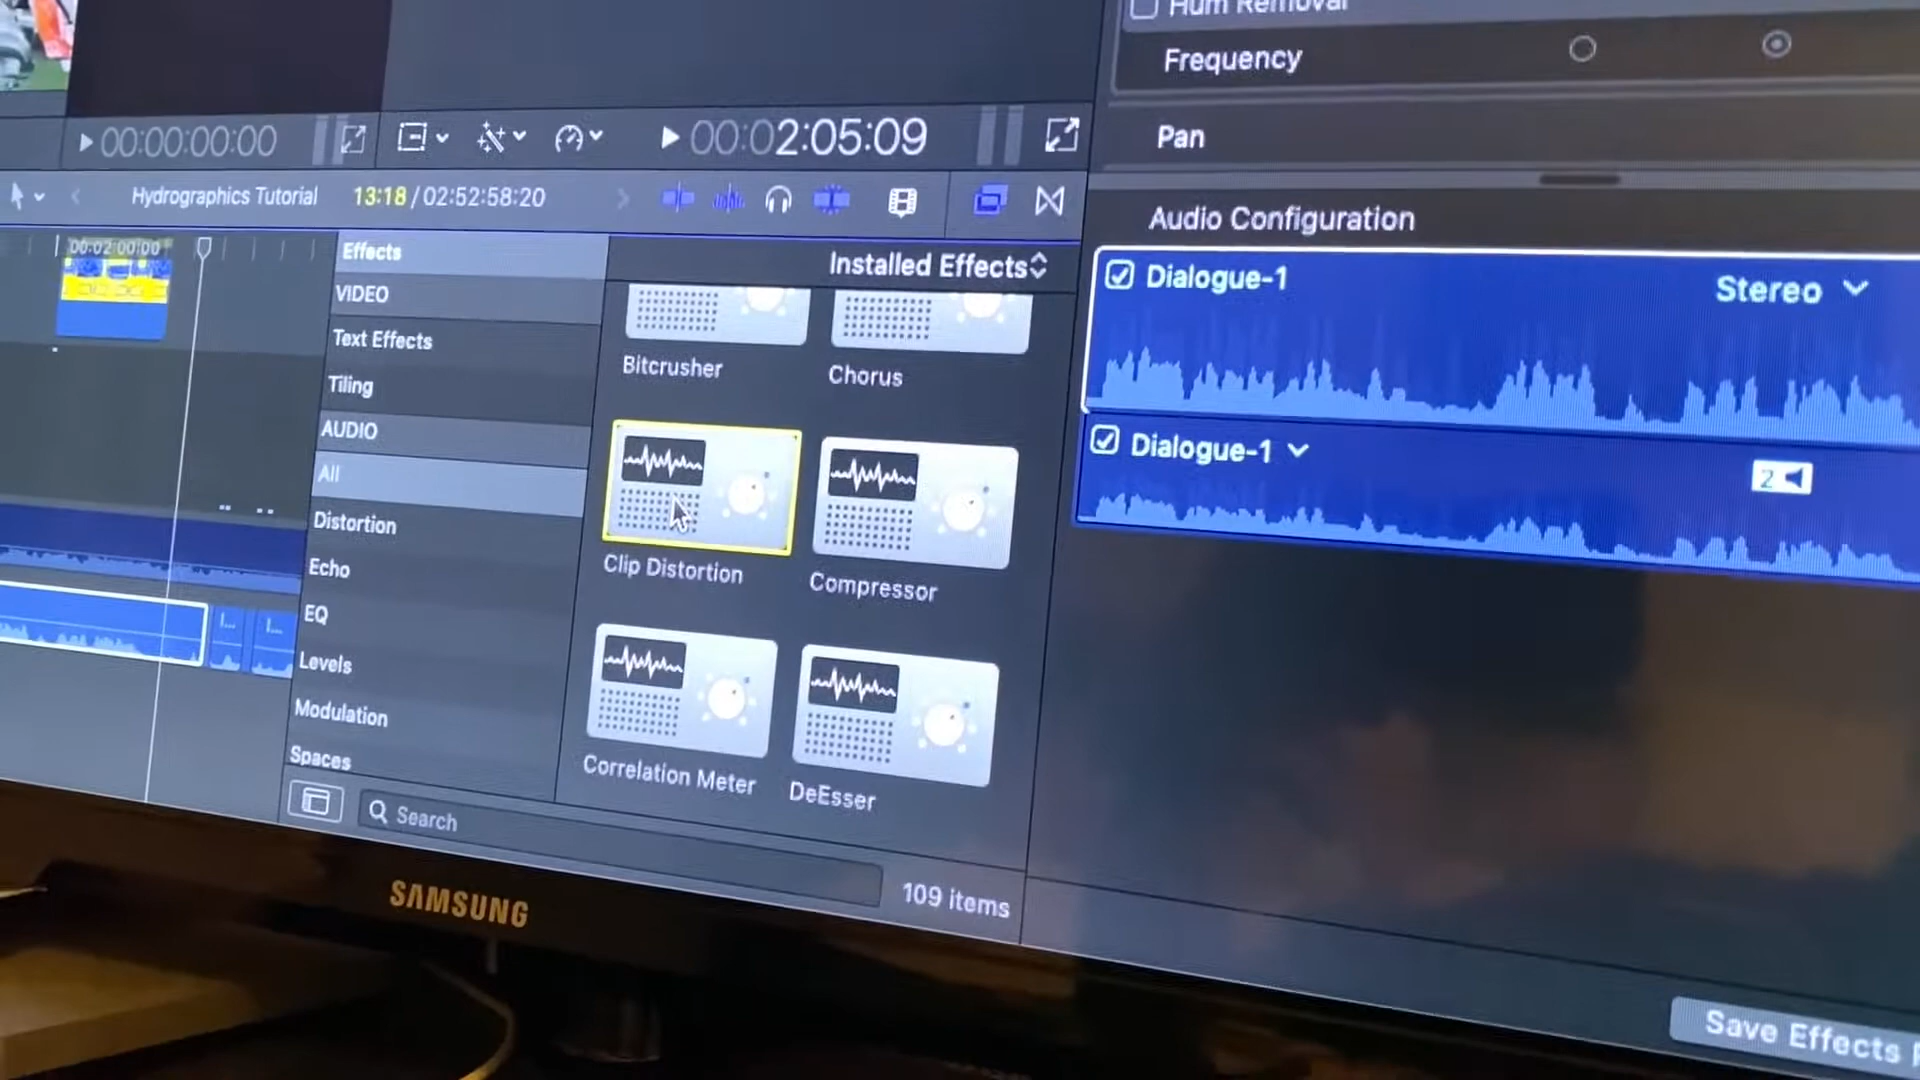 Hum Removal
Frequency
00:00:00:00
00:02:05:09
Pan
Hydrographics Tutorial
13:18 / 02:52:58:20
Audio Configuration
00:02:00:00
Effects
Installed Effects
Dialogue-1
Stereo
VIDEO
Text Effects
Tiling
Bitcrusher
Chorus
AUDIO
Dialogue-1
2
All
Distortion
Clip Distortion
Compressor
Echo
EQ
Levels
Modulation
Spaces
Correlation Meter
DeEsser
Search
109 items
SAMSUNG
Save Effects